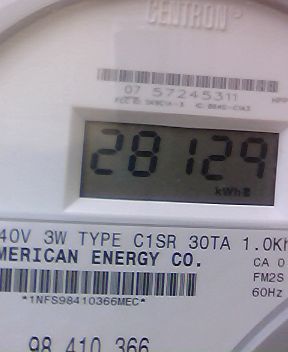 CENTRON®
07 57245311
28129
kWh
40V 3W TYPE C1SR 30TA 1.0Kh
MERICAN ENERGY CO.
CA 0
FM2S
*1NFS98410366MEC*
60Hz
98 410 366